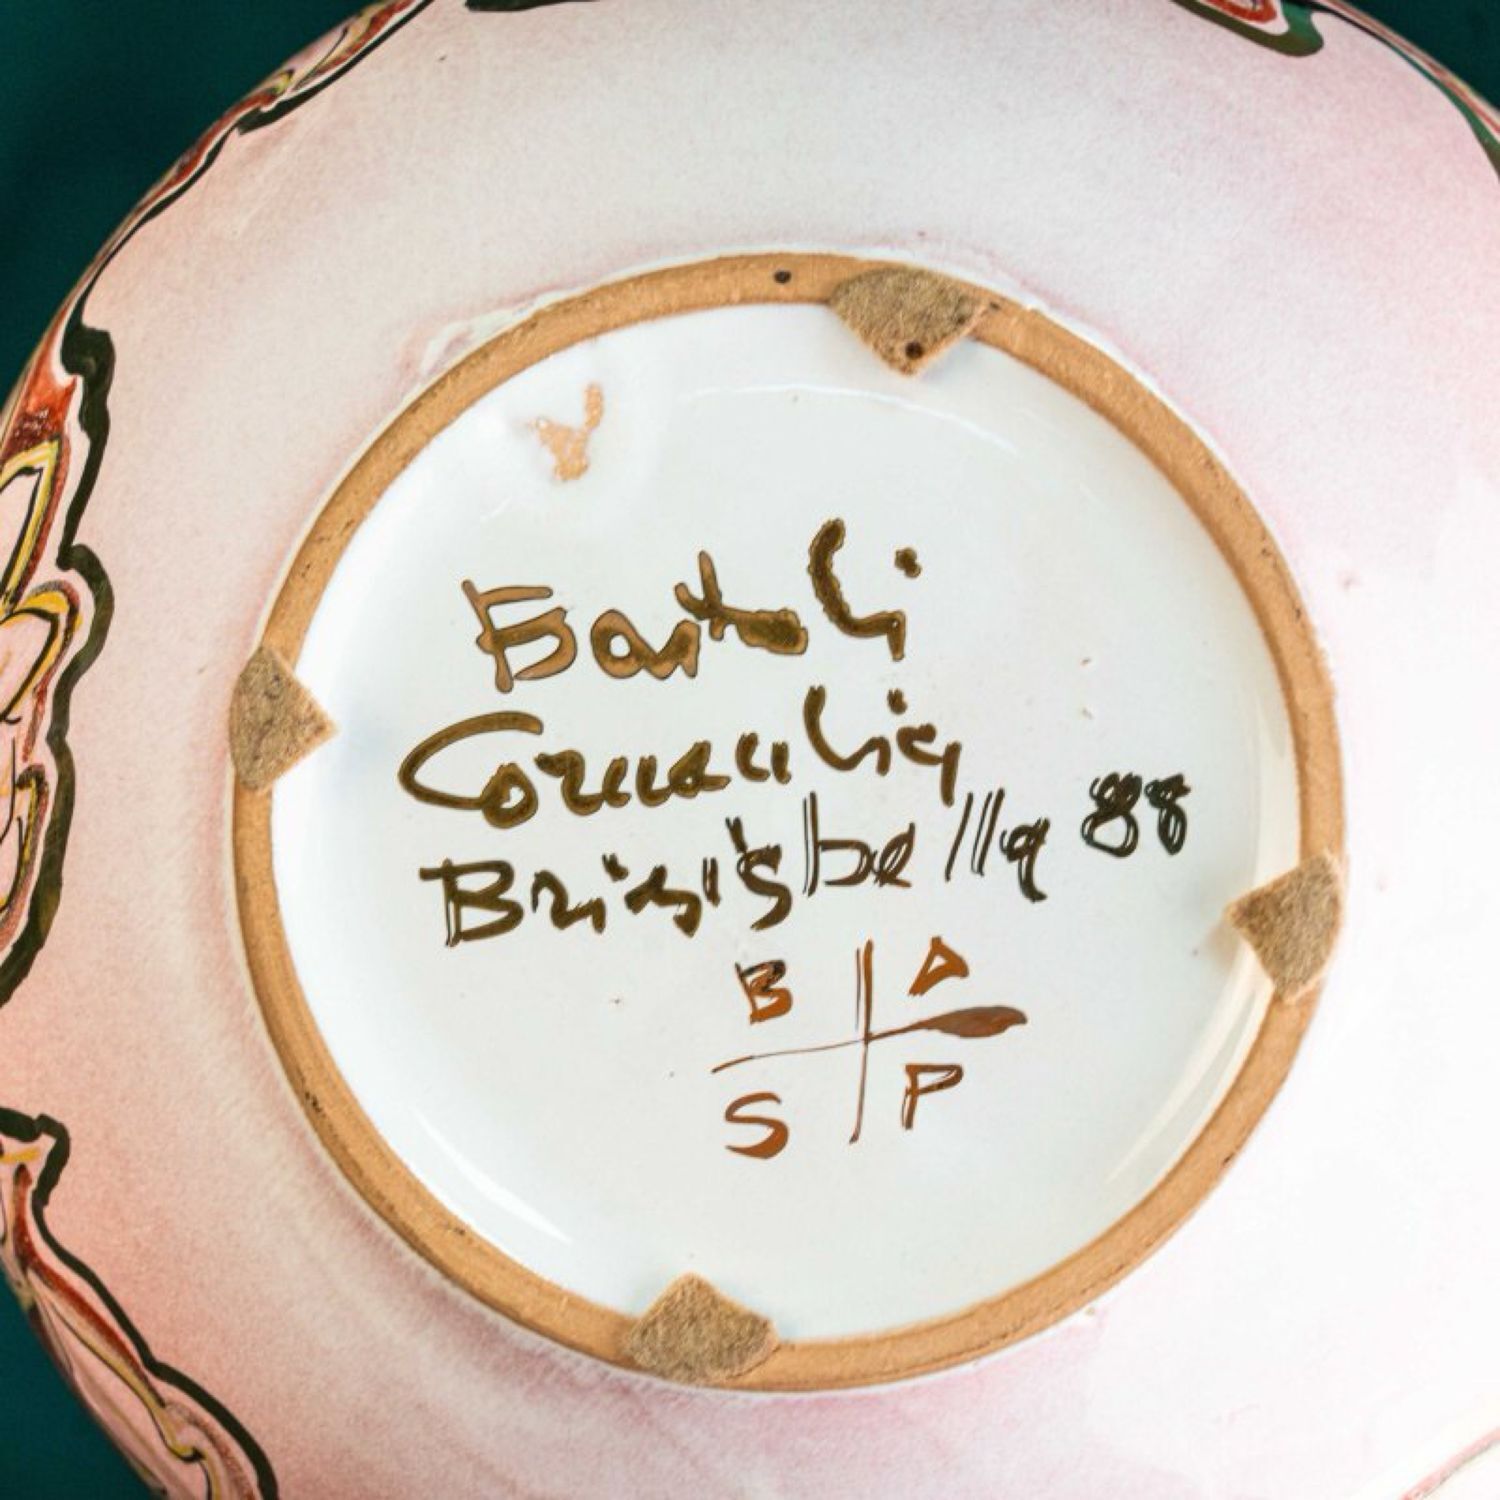 Bartoli
Cornacchia
Brisighella 88
B A
S P